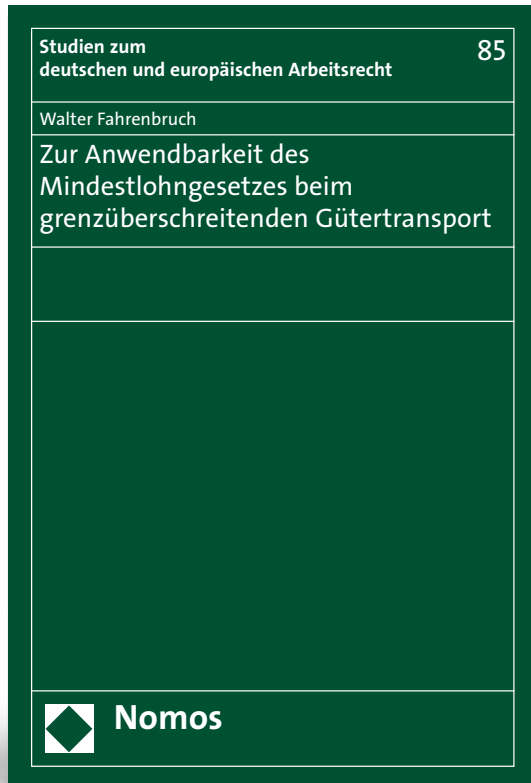 Studien zum
deutschen und europäischen Arbeitsrecht
85
Walter Fahrenbruch
Zur Anwendbarkeit des
Mindestlohngesetzes beim
grenzüberschreitenden Gütertransport
Nomos